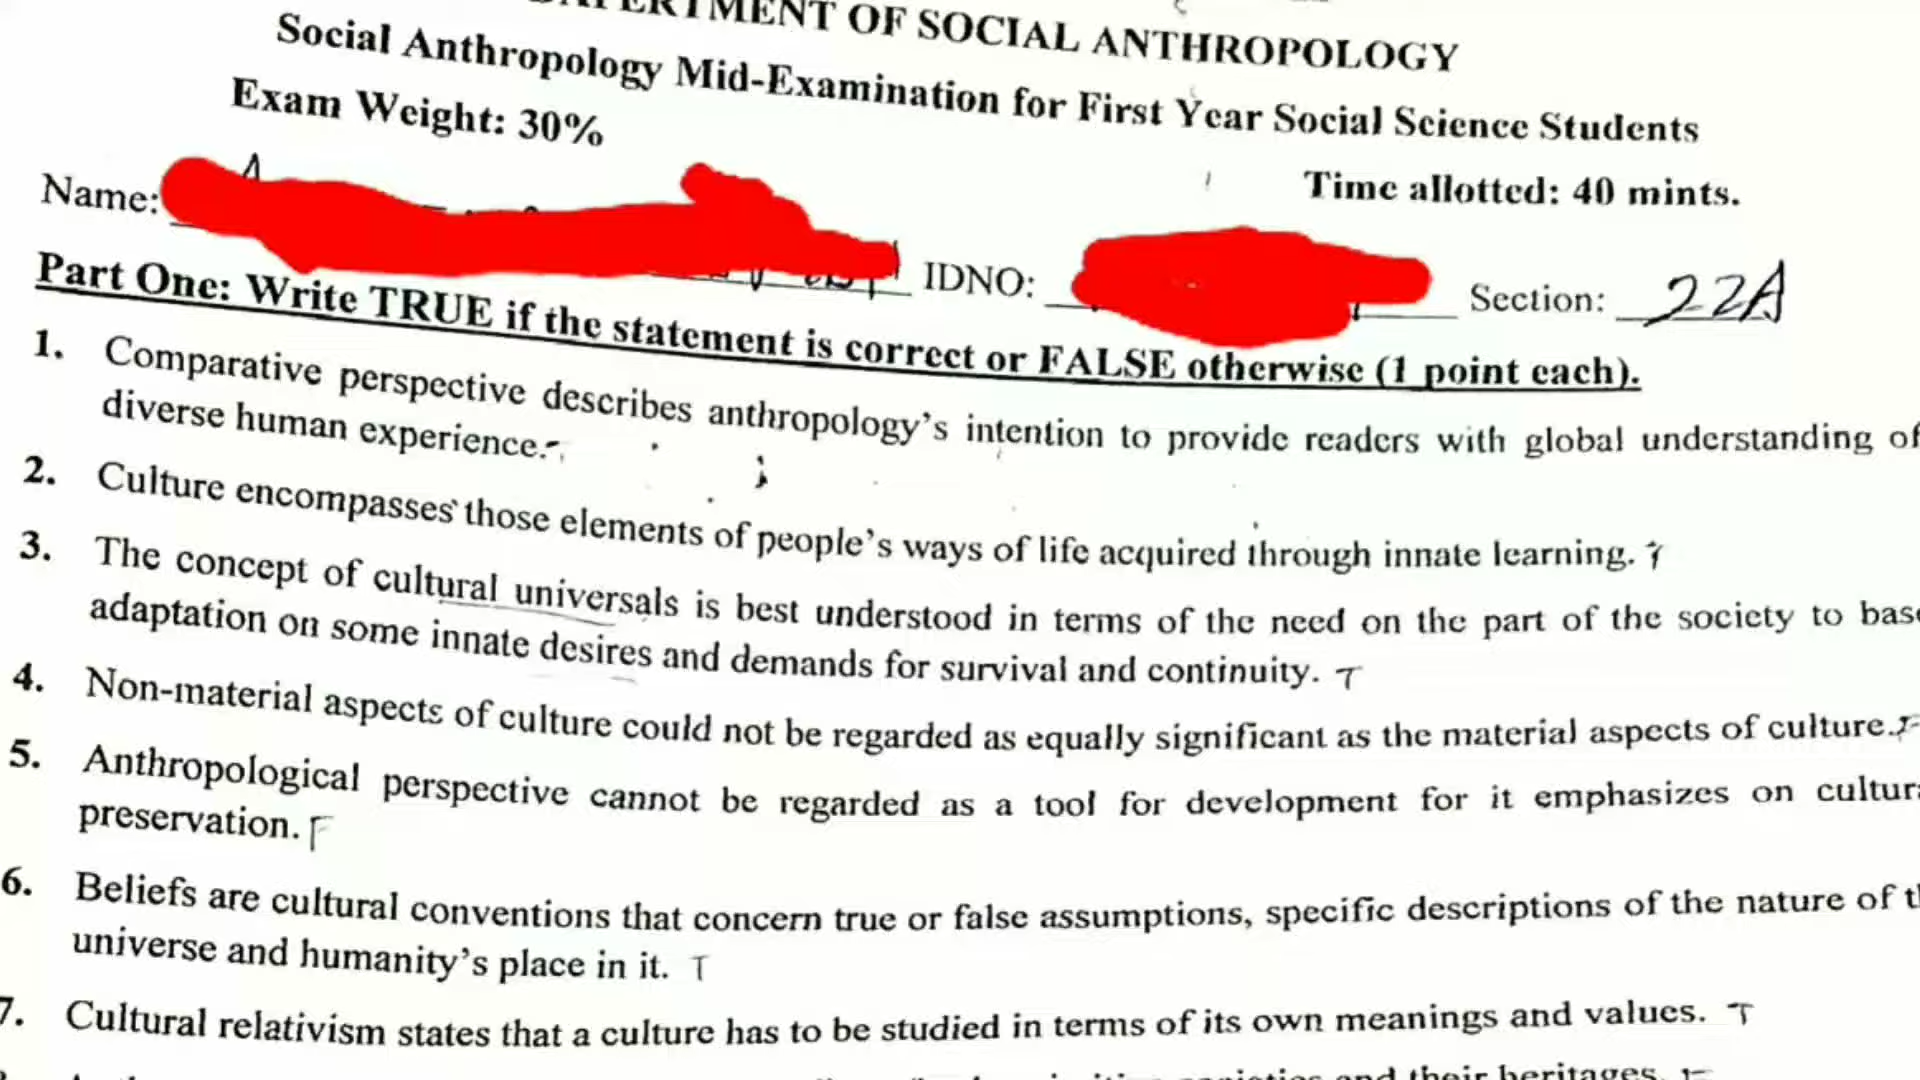 DEPARTMENT OF SOCIAL ANTHROPOLOGY
Social Anthropology Mid-Examination for First Year Social Science Students
Exam Weight: 30%
Time allotted: 40 mints.
Name: IDNO: Section: 22A
Part One: Write TRUE if the statement is correct or FALSE otherwise (1 point each).
1. Comparative perspective describes anthropology's intention to provide readers with global understanding of
diverse human experience.
2. Culture encompasses those elements of people's ways of life acquired through innate learning.
3. The concept of cultural universals is best understood in terms of the need on the part of the society to bas
adaptation on some innate desires and demands for survival and continuity. T
4. Non-material aspects of culture could not be regarded as equally significant as the material aspects of culture. F
5. Anthropological perspective cannot be regarded as a tool for development for it emphasizes on cultur
preservation. F
6. Beliefs are cultural conventions that concern true or false assumptions, specific descriptions of the nature of t
universe and humanity's place in it. T
7. Cultural relativism states that a culture has to be studied in terms of its own meanings and values. T
societies and their heritages.